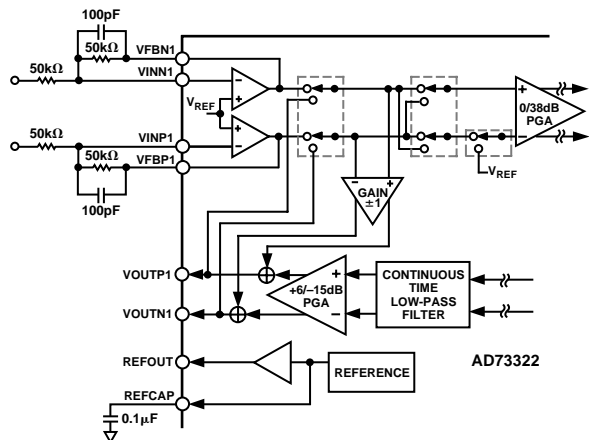 100pF
50kΩ
VFBN1
50kΩ
VINN1
VREF
50kΩ
VINP1
50kΩ
VFBP1
100pF
0/38dB
PGA
VREF
GAIN
±1
VOUTP1
+6/–15dB
PGA
CONTINUOUS
TIME
LOW-PASS
FILTER
VOUTN1
REFOUT
REFERENCE
AD73322
REFCAP
0.1µF